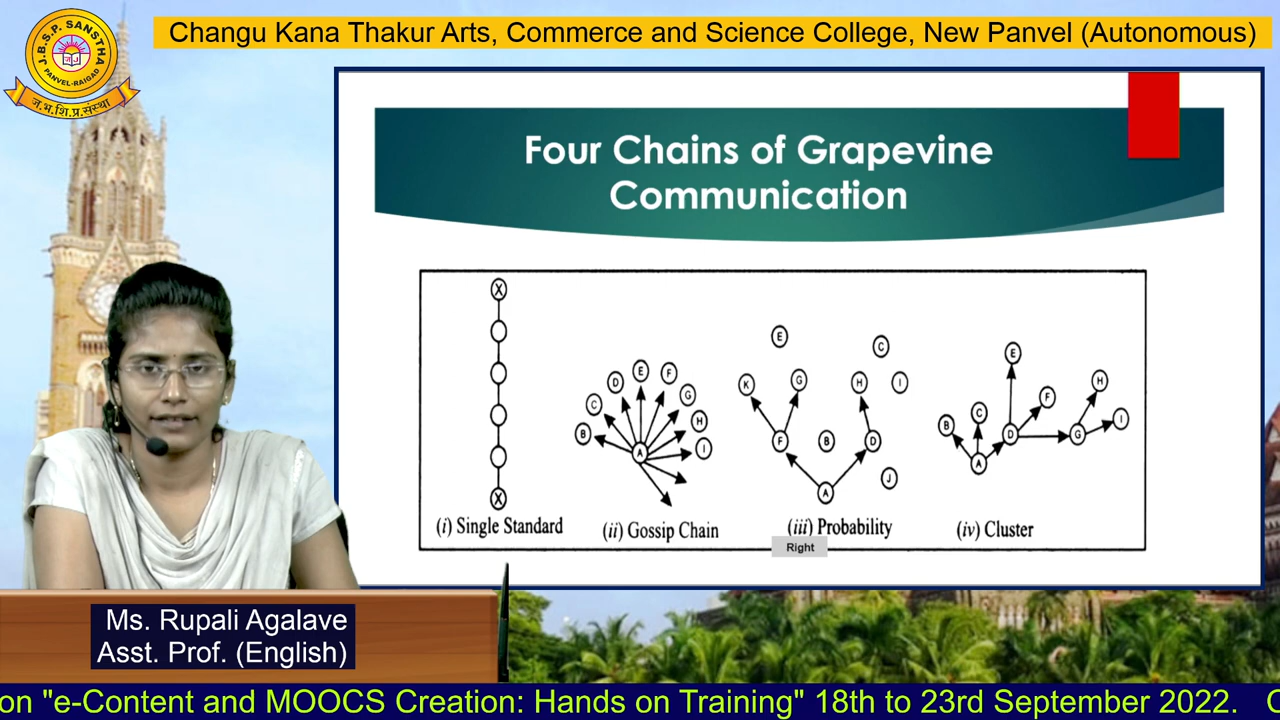 J.B.S.P. SANSTHA
PANVEL-RAIGAD
ज.भ.शि.प्र.संस्था
Changu Kana Thakur Arts, Commerce and Science College, New Panvel (Autonomous)
Four Chains of Grapevine
Communication
X
X
(i) Single Standard
B
C
D
E
F
G
H
I
A
(ii) Gossip Chain
E
C
K
G
H
I
F
B
D
J
A
(iii) Probability
E
H
F
C
B
I
D
G
A
(iv) Cluster
Right
Ms. Rupali Agalave
Asst. Prof. (English)
on "e-Content and MOOCS Creation: Hands on Training" 18th to 23rd September 2022.